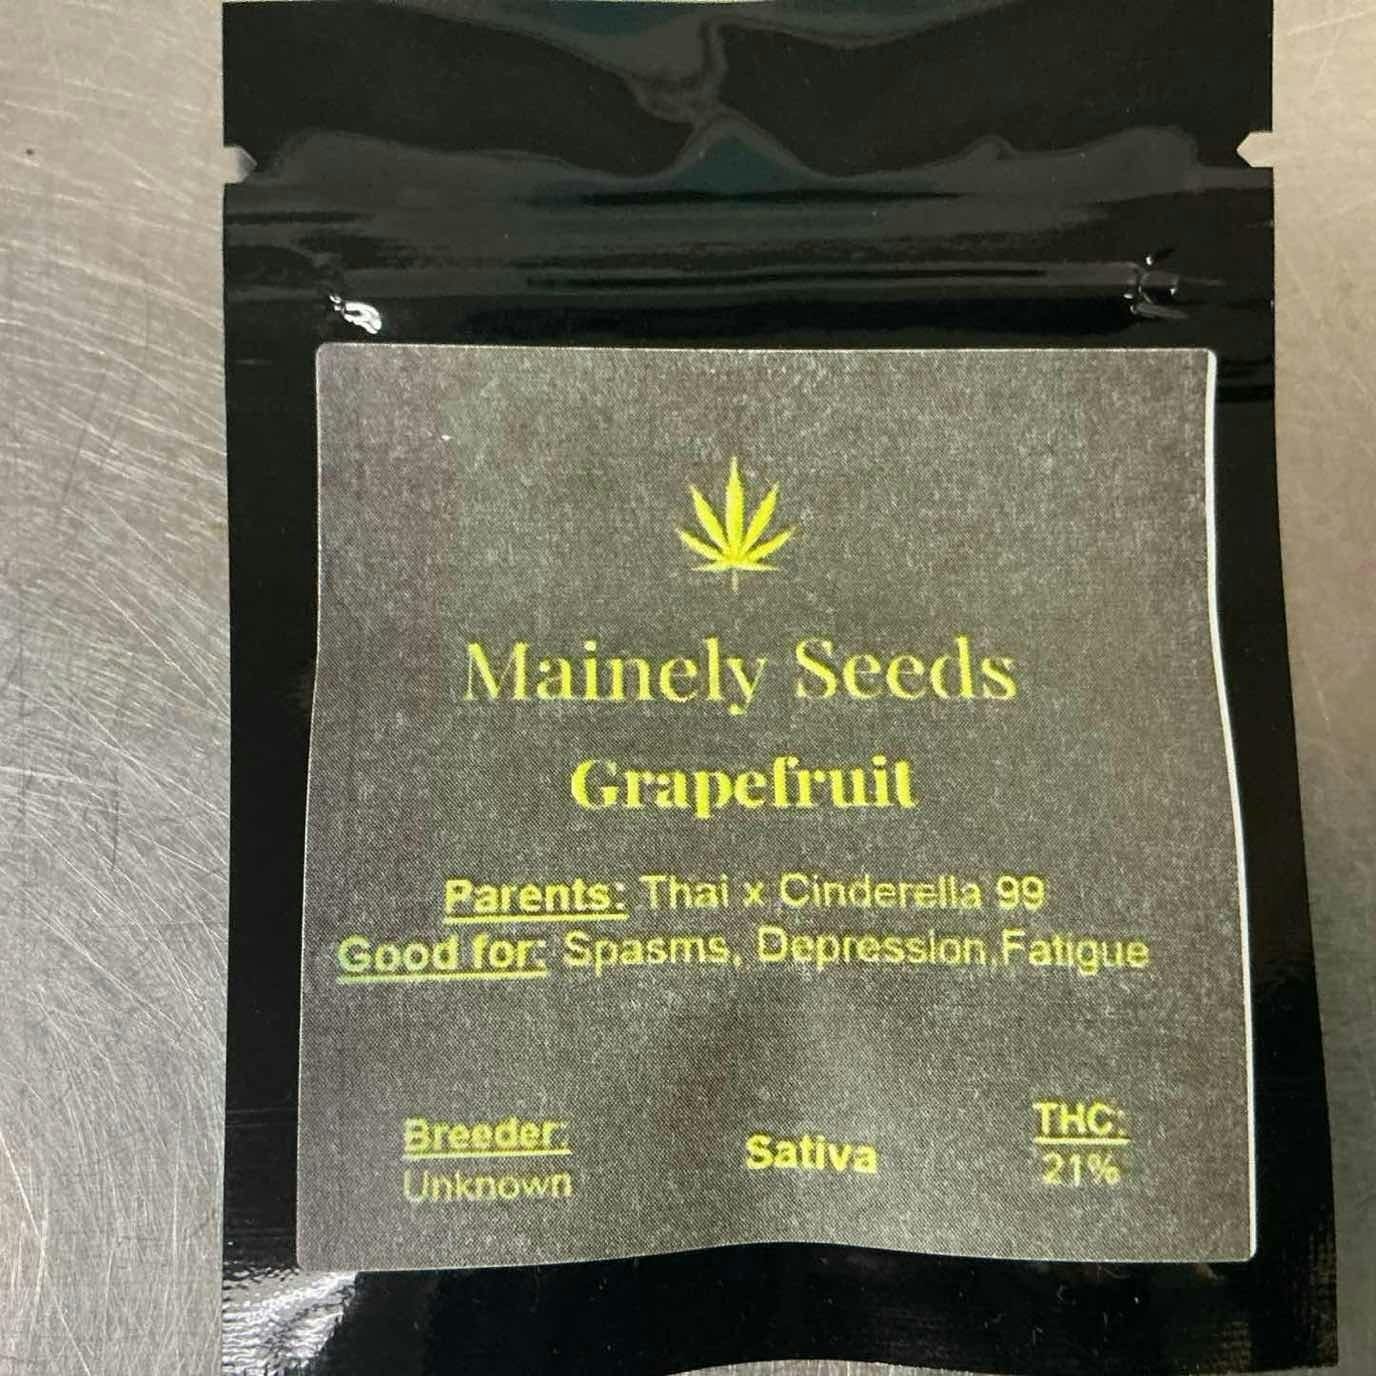 Mainely Seeds
Grapefruit
Parents: Thai x Cinderella 99
Good for: Spasms, Depression,Fatigue
Breeder:
Unknown
Sativa
THC:
21%